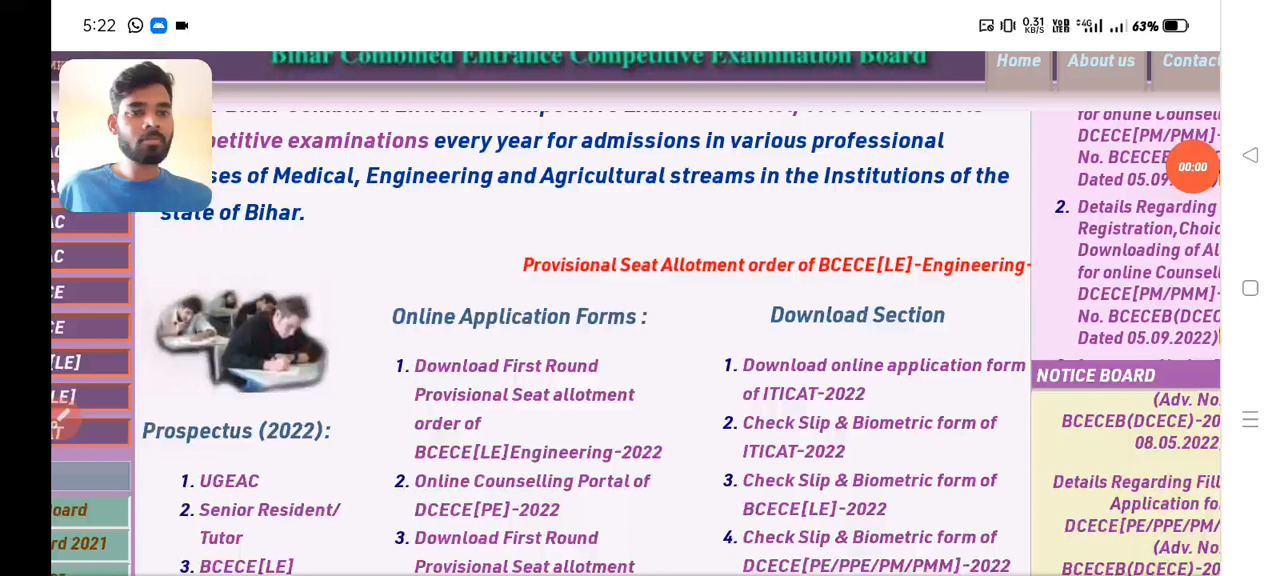 5:22
0.31
KB/S
Vo
LTE
4G
63%
Bihar Combined Entrance Competitive Examination Board
Home
About us
Contac
petitive examinations every year for admissions in various professional
ses of Medical, Engineering and Agricultural streams in the Institutions of the
state of Bihar.
Provisional Seat Allotment order of BCECE[LE]-Engineering-
Prospectus (2022):
1. UGEAC
2. Senior Resident/
Tutor
3. BCECE[LE]
Online Application Forms :
1. Download First Round
Provisional Seat allotment
order of
BCECE[LE]Engineering-2022
2. Online Counselling Portal of
DCECE[PE]-2022
3. Download First Round
Provisional Seat allotment
Download Section
1. Download online application form
of ITICAT-2022
2. Check Slip & Biometric form of
ITICAT-2022
3. Check Slip & Biometric form of
BCECE[LE]-2022
4. Check Slip & Biometric form of
DCECE[PE/PPE/PM/PMM]-2022
for online Counsell
DCECE[PM/PMM]-
No. BCECEB
Dated 05.09.
2. Details Regarding
Registration,Choic
Downloading of Al
for online Counsell
DCECE[PM/PMM]-
No. BCECEB(DCEC
Dated 05.09.2022)
NOTICE BOARD
(Adv. No
BCECEB(DCECE)-20
08.05.2022
Details Regarding Fill
Application fo
DCECE[PE/PPE/PM/
(Adv. No
BCECEB(DCECE)-20
AC
AC
CE
CE
[LE]
[LE]
AT
oard
rd 2021
00:00